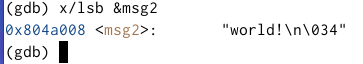 (gdb) x/lsb &msg2
0x804a008 <msg2>: "world!\n\034"
(gdb)